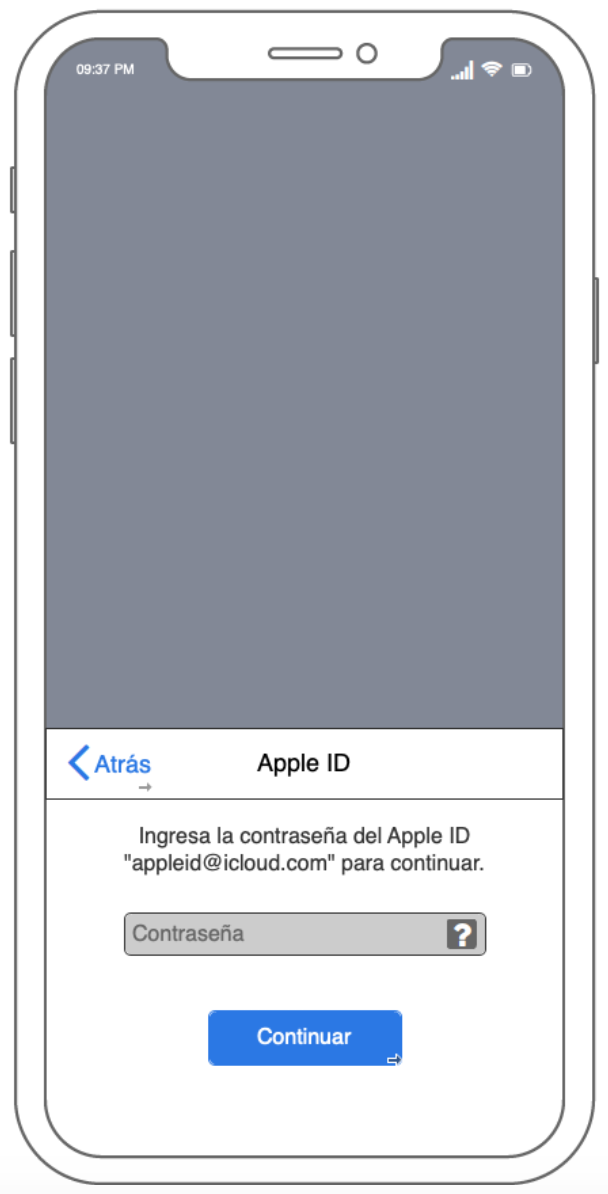 09:37 PM
Atrás
Apple ID
Ingresa la contraseña del Apple ID
"appleid@icloud.com" para continuar.
Contraseña
?
Continuar